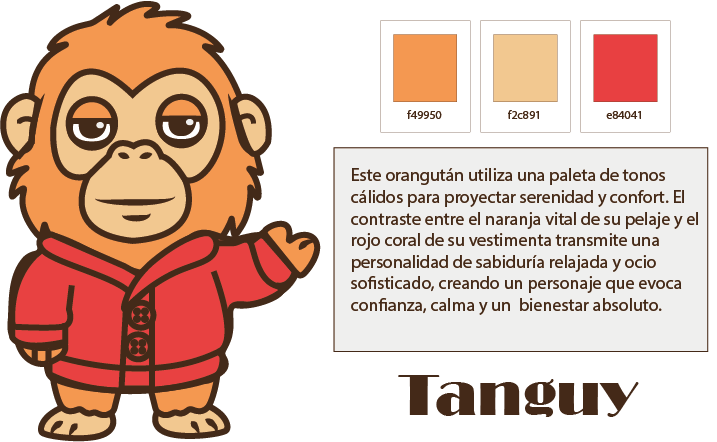 f49950 f2c891 e84041
Este orangután utiliza una paleta de tonos
cálidos para proyectar serenidad y confort. El
contraste entre el naranja vital de su pelaje y el
rojo coral de su vestimenta transmite una
personalidad de sabiduría relajada y ocio
sofisticado, creando un personaje que evoca
confianza, calma y un  bienestar absoluto.
Tanguy